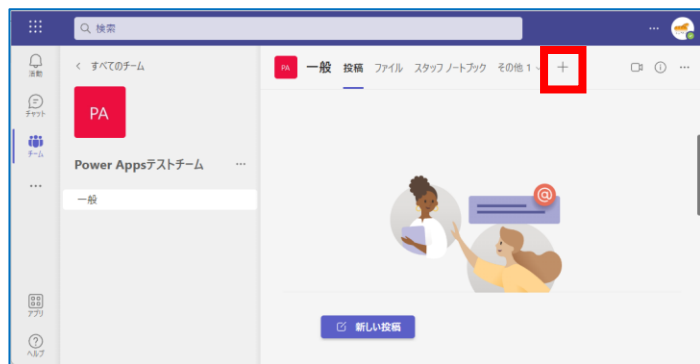 検索
活動
チャット
チーム
アプリ
ヘルプ
すべてのチーム
PA
Power Appsテストチーム
一般
PA 一般 投稿 ファイル スタッフ ノートブック その他 1
@
新しい投稿